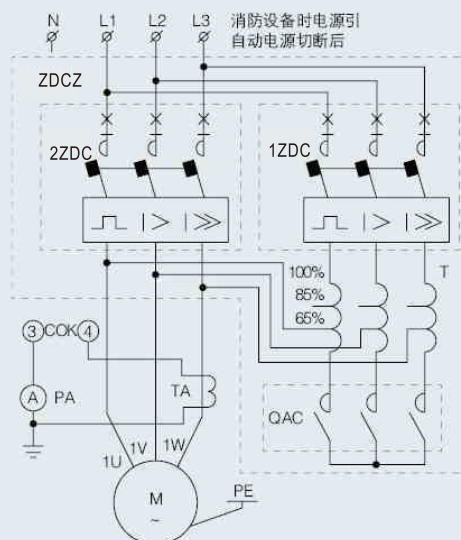 N L1 L2 L3 消防设备时电源引
自动电源切断后
ZDCZ
2ZDC 1ZDC
I> I≫ I> I≫
100% T
85%
65%
3 COK 4
TA
A PA
QAC
1U 1V 1W
M
~
PE